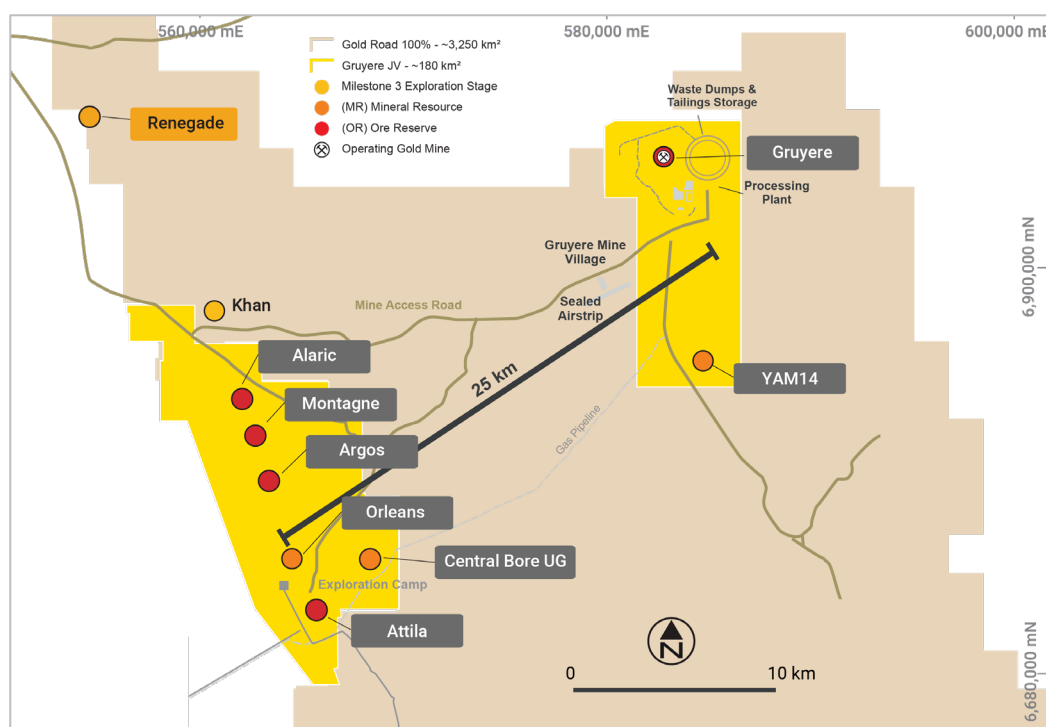 560,000 mE
580,000 mE
600,000 mE
Gold Road 100% - ~3,250 km²
Gruyere JV - ~180 km²
Milestone 3 Exploration Stage
(MR) Mineral Resource
(OR) Ore Reserve
Operating Gold Mine
Waste Dumps &
Tailings Storage
Renegade
Gruyere
Processing
Plant
Gruyere Mine
Village
6,900,000 mN
Sealed
Airstrip
Khan
Mine Access Road
Alaric
25 km
YAM14
Montagne
Gas Pipeline
Argos
Orleans
Central Bore UG
Exploration Camp
Attila
N
0
10 km
6,680,000 mN